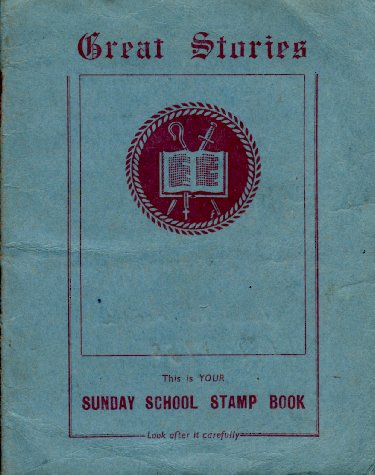 Great Stories
This is YOUR
SUNDAY SCHOOL STAMP BOOK
Look after it carefully